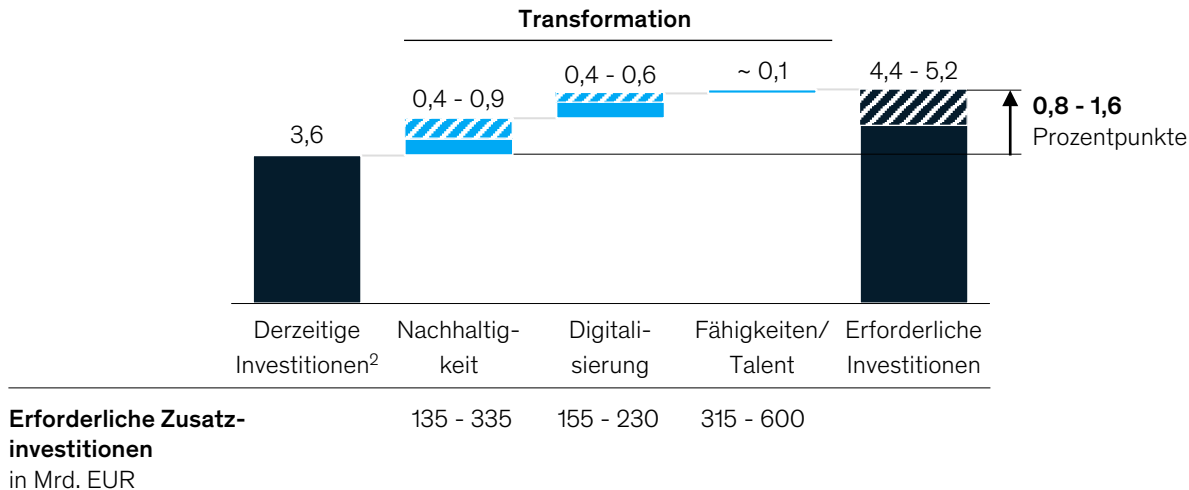 Transformation
3,6
0,4 - 0,9
0,4 - 0,6
~ 0,1
4,4 - 5,2
0,8 - 1,6
Prozentpunkte
Derzeitige
Investitionen2
Nachhaltig-
keit
Digitali-
sierung
Fähigkeiten/
Talent
Erforderliche
Investitionen
Erforderliche Zusatz-
investitionen
in Mrd. EUR
135 - 335
155 - 230
315 - 600